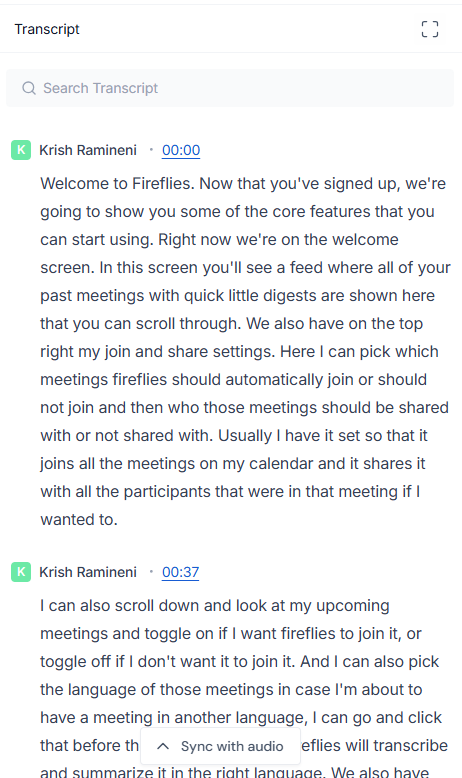 Transcript
Search Transcript
K Krish Ramineni • 00:00
Welcome to Fireflies. Now that you've signed up, we're
going to show you some of the core features that you
can start using. Right now we're on the welcome
screen. In this screen you'll see a feed where all of your
past meetings with quick little digests are shown here
that you can scroll through. We also have on the top
right my join and share settings. Here I can pick which
meetings fireflies should automatically join or should
not join and then who those meetings should be shared
with or not shared with. Usually I have it set so that it
joins all the meetings on my calendar and it shares it
with all the participants that were in that meeting if I
wanted to.
K Krish Ramineni • 00:37
I can also scroll down and look at my upcoming
meetings and toggle on if I want fireflies to join it, or
toggle off if I don't want it to join it. And I can also pick
the language of those meetings in case I'm about to
have a meeting in another language, I can go and click
that before th Sync with audio eflies will transcribe
and summarize it in the right language. We also have